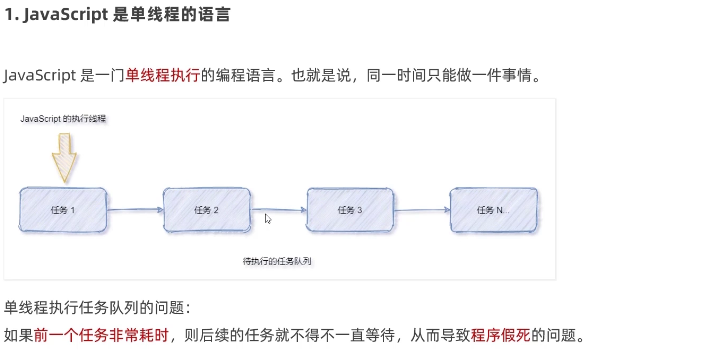 1. JavaScript 是单线程的语言
JavaScript 是一门单线程执行的编程语言。也就是说，同一时间只能做一件事情。
JavaScript 的执行线程
任务 1
任务 2
任务 3
任务 N...
待执行的任务队列
单线程执行任务队列的问题：
如果前一个任务非常耗时，则后续的任务就不得不一直等待，从而导致程序假死的问题。